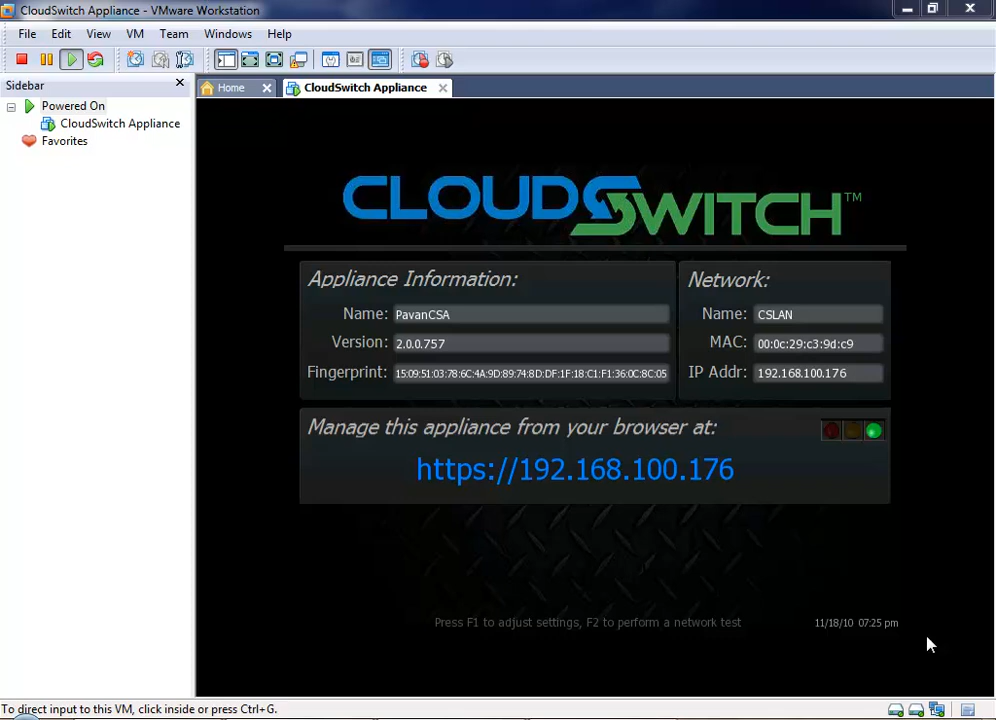 CloudSwitch Appliance - VMware Workstation
File Edit View VM Team Windows Help
Sidebar
Home
CloudSwitch Appliance
Powered On
CloudSwitch Appliance
Favorites
CLOUDSWITCH™
Appliance Information:
Name: PavanCSA
Version: 2.0.0.757
Fingerprint: 15:09:51:03:78:6C:4A:9D:89:74:8D:DF:1F:18:C1:F1:36:0C:8C:05
Network:
Name: CSLAN
MAC: 00:0c:29:c3:9d:c9
IP Addr: 192.168.100.176
Manage this appliance from your browser at:
https://192.168.100.176
Press F1 to adjust settings, F2 to perform a network test
11/18/10 07:25 pm
To direct input to this VM, click inside or press Ctrl+G.